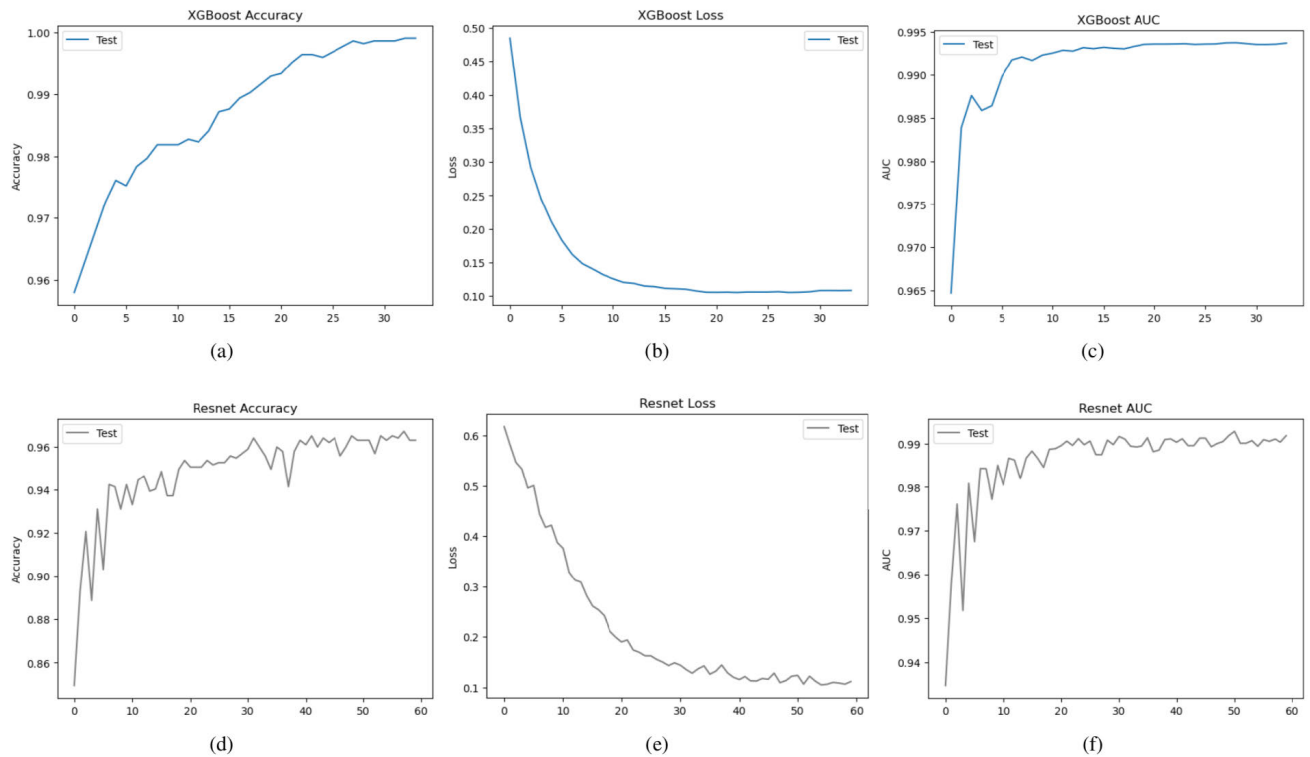 XGBoost Accuracy
Test
1.00
0.99
0.98
0.97
0.96
Accuracy
0 5 10 15 20 25 30
(a)
XGBoost Loss
Test
0.50
0.45
0.40
0.35
0.30
0.25
0.20
0.15
0.10
Loss
0 5 10 15 20 25 30
(b)
XGBoost AUC
Test
0.995
0.990
0.985
0.980
0.975
0.970
0.965
AUC
0 5 10 15 20 25 30
(c)
Resnet Accuracy
Test
0.96
0.94
0.92
0.90
0.88
0.86
Accuracy
0 10 20 30 40 50 60
(d)
Resnet Loss
Test
0.6
0.5
0.4
0.3
0.2
0.1
Loss
0 10 20 30 40 50 60
(e)
Resnet AUC
Test
0.99
0.98
0.97
0.96
0.95
0.94
AUC
0 10 20 30 40 50 60
(f)